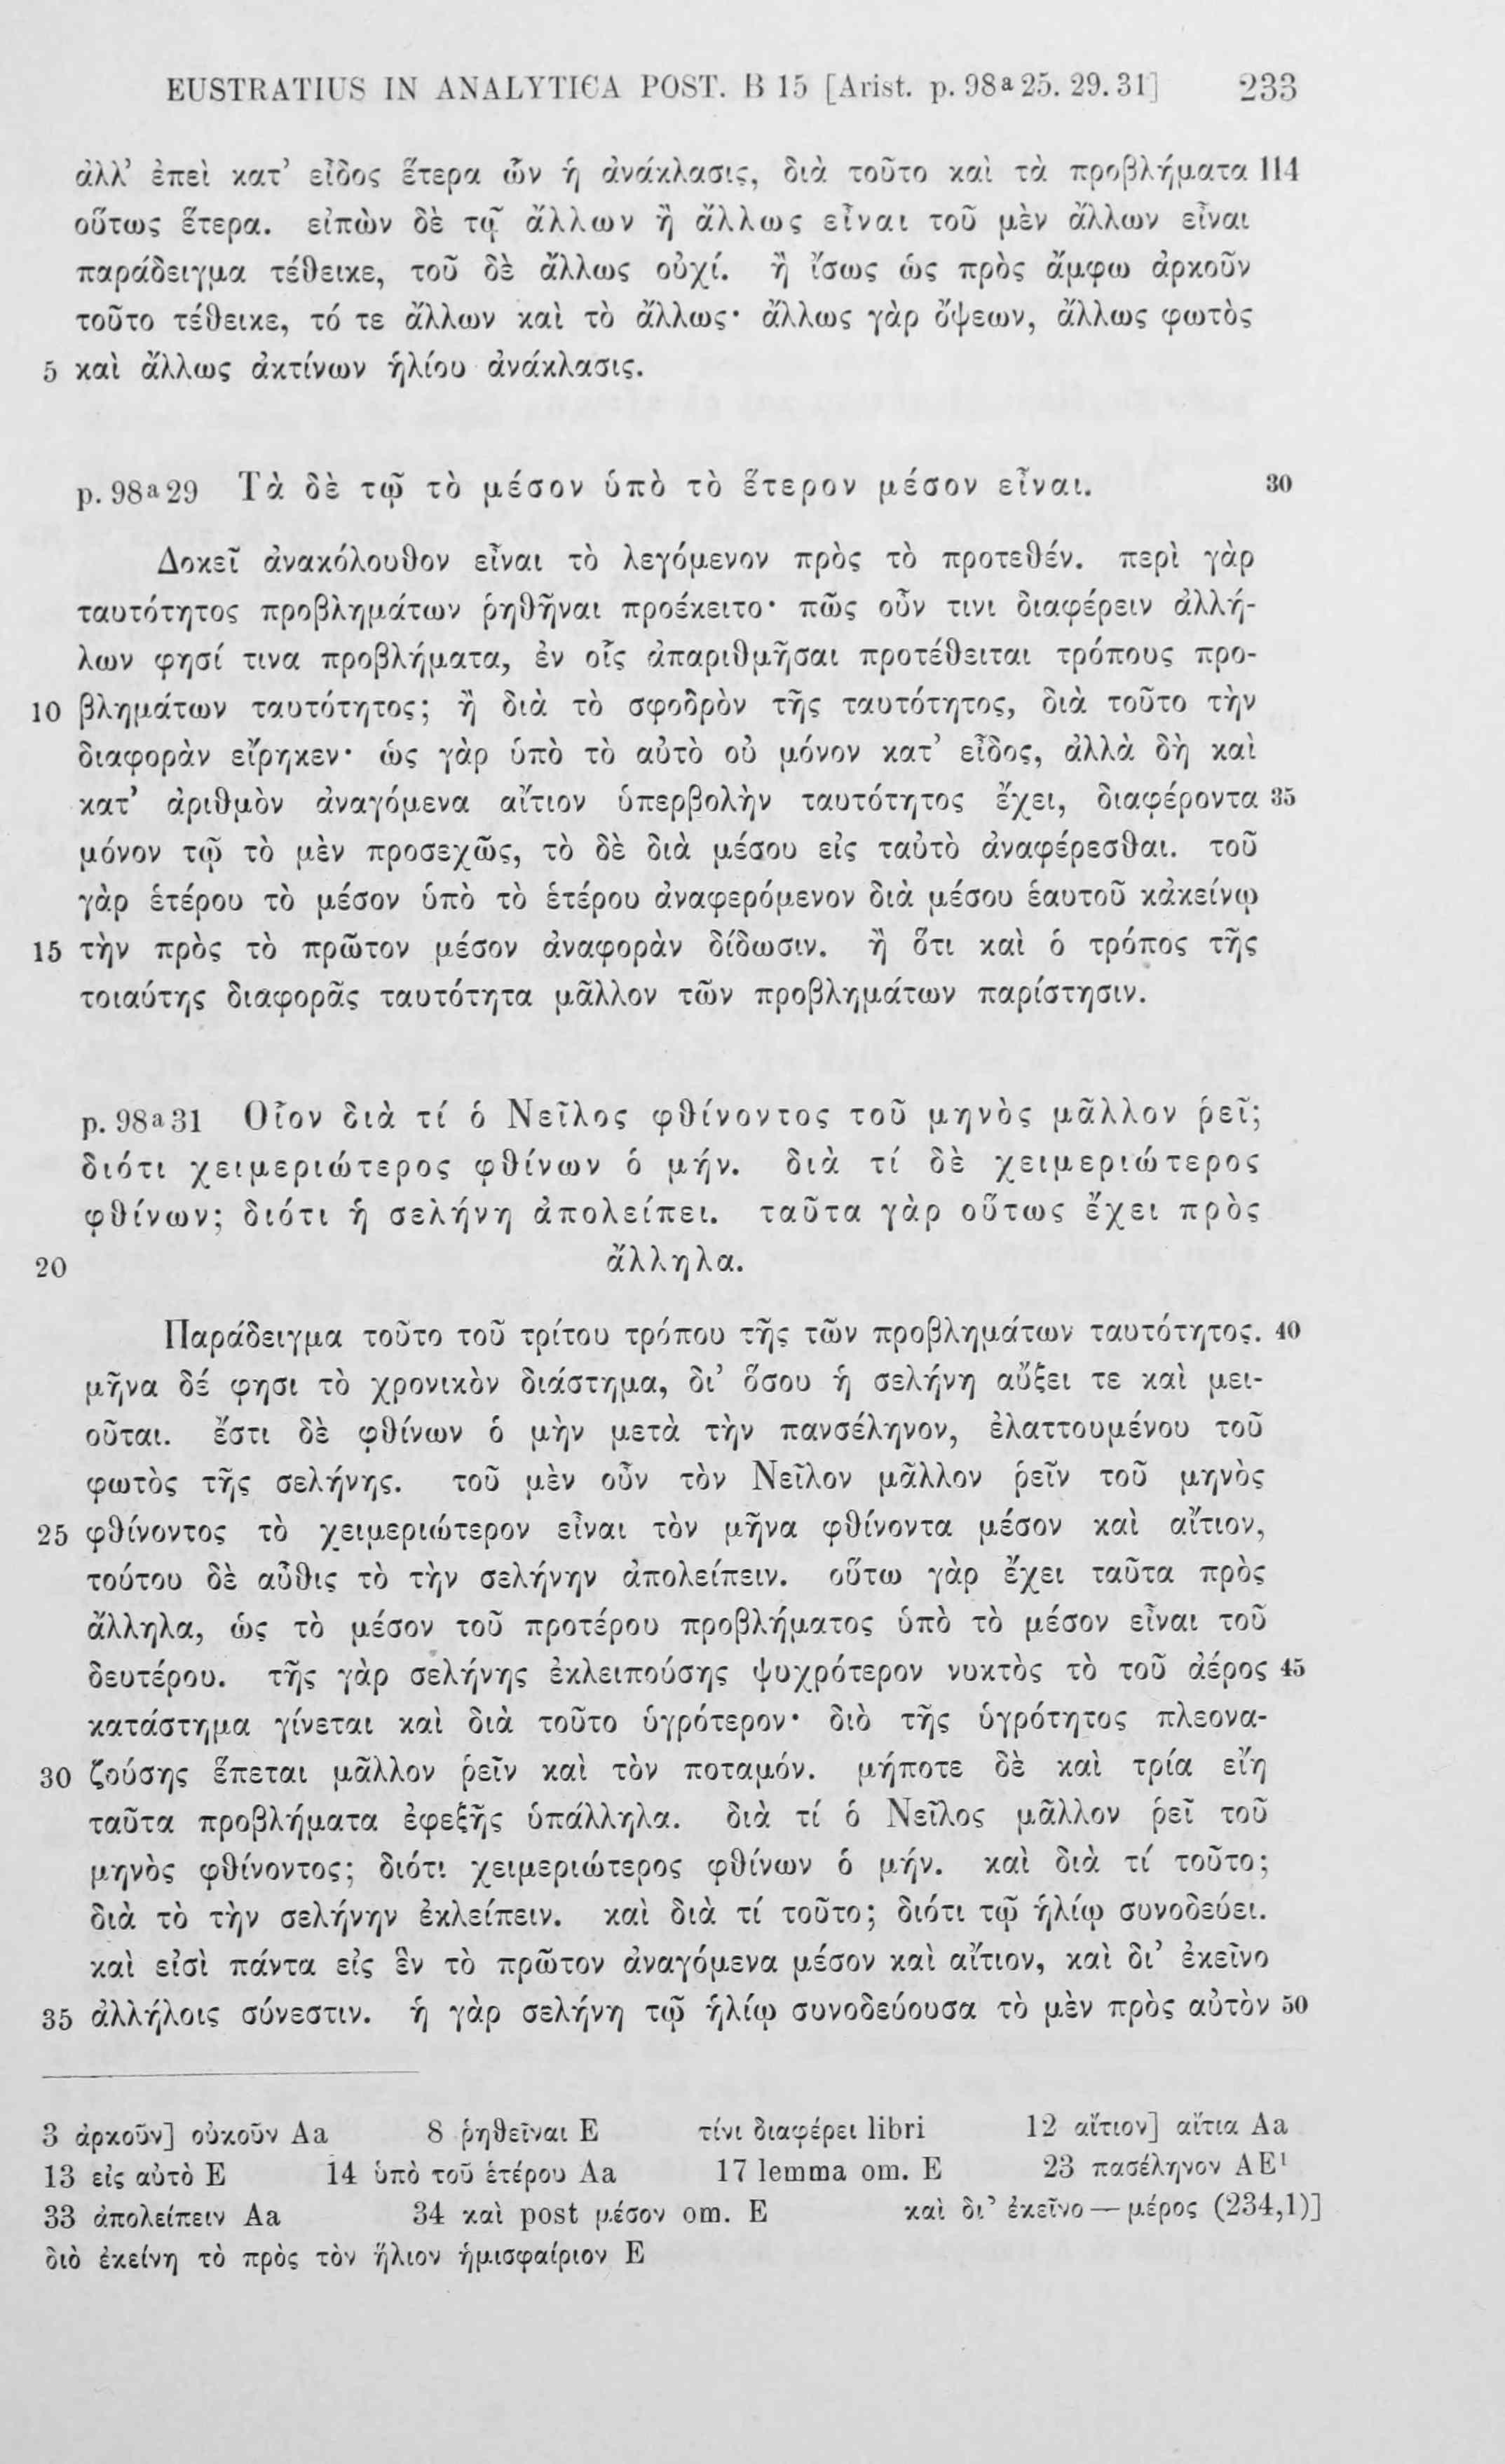 EUSTRATIUS IN ANALYTICA POST. B 15 [Arist. p. 98ᵃ25. 29. 31] 233
ἀλλ’ ἐπεὶ κατ’ εἶδος ἕτερα ὧν ἡ ἀνάκλασις, διὰ τοῦτο καὶ τὰ προβλήματα 114
οὕτως ἕτερα. εἰπὼν δὲ τῷ ἄλλων ἢ ἄλλως εἶναι τοῦ μὲν ἄλλων εἶναι
παράδειγμα τέθεικε, τοῦ δὲ ἄλλως οὐχί. ἢ ἴσως ὡς πρὸς ἄμφω ἀρκοῦν
τοῦτο τέθεικε, τό τε ἄλλων καὶ τὸ ἄλλως· ἄλλως γὰρ ὄψεων, ἄλλως φωτὸς
5 καὶ ἄλλως ἀκτίνων ἡλίου ἀνάκλασις.
p. 98ᵃ29 Τὰ δὲ τῷ τὸ μέσον ὑπὸ τὸ ἕτερον μέσον εἶναι. 30
Δοκεῖ ἀνακόλουθον εἶναι τὸ λεγόμενον πρὸς τὸ προτεθέν. περὶ γὰρ
ταυτότητος προβλημάτων ῥηθῆναι προέκειτο· πῶς οὖν τινι διαφέρειν ἀλλή-
λων φησί τινα προβλήματα, ἐν οἷς ἀπαριθμῆσαι προτέθειται τρόπους προ-
10 βλημάτων ταυτότητος; ἢ διὰ τὸ σφοδρὸν τῆς ταυτότητος, διὰ τοῦτο τὴν
διαφορὰν εἴρηκεν· ὡς γὰρ ὑπὸ τὸ αὐτὸ οὐ μόνον κατ’ εἶδος, ἀλλὰ δὴ καὶ
κατ’ ἀριθμὸν ἀναγόμενα αἴτιον ὑπερβολὴν ταυτότητος ἔχει, διαφέροντα 35
μόνον τῷ τὸ μὲν προσεχῶς, τὸ δὲ διὰ μέσου εἰς ταὐτὸ ἀναφέρεσθαι. τοῦ
γὰρ ἑτέρου τὸ μέσον ὑπὸ τὸ ἑτέρου ἀναφερόμενον διὰ μέσου ἑαυτοῦ κἀκείνῳ
15 τὴν πρὸς τὸ πρῶτον μέσον ἀναφορὰν δίδωσιν. ἢ ὅτι καὶ ὁ τρόπος τῆς
τοιαύτης διαφορᾶς ταυτότητα μᾶλλον τῶν προβλημάτων παρίστησιν.
p. 98ᵃ31 Οἷον διὰ τί ὁ Νεῖλος φθίνοντος τοῦ μηνὸς μᾶλλον ῥεῖ;
διότι χειμεριώτερος φθίνων ὁ μήν. διὰ τί δὲ χειμεριώτερος
φθίνων; διότι ἡ σελήνη ἀπολείπει. ταῦτα γὰρ οὕτως ἔχει πρὸς
20 ἄλληλα.
Παράδειγμα τοῦτο τοῦ τρίτου τρόπου τῆς τῶν προβλημάτων ταυτότητος. 40
μῆνα δέ φησι τὸ χρονικὸν διάστημα, δι’ ὅσου ἡ σελήνη αὔξει τε καὶ μει-
οῦται. ἔστι δὲ φθίνων ὁ μὴν μετὰ τὴν πανσέληνον, ἐλαττουμένου τοῦ
φωτὸς τῆς σελήνης. τοῦ μὲν οὖν τὸν Νεῖλον μᾶλλον ῥεῖν τοῦ μηνὸς
25 φθίνοντος τὸ χειμεριώτερον εἶναι τὸν μῆνα φθίνοντα μέσον καὶ αἴτιον,
τούτου δὲ αὖθις τὸ τὴν σελήνην ἀπολείπειν. οὕτω γὰρ ἔχει ταῦτα πρὸς
ἄλληλα, ὡς τὸ μέσον τοῦ προτέρου προβλήματος ὑπὸ τὸ μέσον εἶναι τοῦ
δευτέρου. τῆς γὰρ σελήνης ἐκλειπούσης ψυχρότερον νυκτὸς τὸ τοῦ ἀέρος 45
κατάστημα γίνεται καὶ διὰ τοῦτο ὑγρότερον· διὸ τῆς ὑγρότητος πλεονα-
30 ζούσης ἕπεται μᾶλλον ῥεῖν καὶ τὸν ποταμόν. μήποτε δὲ καὶ τρία εἴη
ταῦτα προβλήματα ἐφεξῆς ὑπάλληλα. διὰ τί ὁ Νεῖλος μᾶλλον ῥεῖ τοῦ
μηνὸς φθίνοντος; διότι χειμεριώτερος φθίνων ὁ μήν. καὶ διὰ τί τοῦτο;
διὰ τὸ τὴν σελήνην ἐκλείπειν. καὶ διὰ τί τοῦτο; διότι τῷ ἡλίῳ συνοδεύει.
καὶ εἰσὶ πάντα εἰς ἓν τὸ πρῶτον ἀναγόμενα μέσον καὶ αἴτιον, καὶ δι’ ἐκεῖνο
35 ἀλλήλοις σύνεστιν. ἡ γὰρ σελήνη τῷ ἡλίῳ συνοδεύουσα τὸ μὲν πρὸς αὐτὸν 50
3 ἀρκοῦν] οὐκοῦν Aa 8 ῥηθεῖναι E τίνι διαφέρει libri 12 αἴτιον] αἴτια Aa
13 εἰς αὐτὸ E 14 ὑπὸ τοῦ ἑτέρου Aa 17 lemma om. E 23 πασέληνον AE¹
33 ἀπολείπειν Aa 34 καὶ post μέσον om. E καὶ δι’ ἐκεῖνο — μέρος (234,1)]
διὸ ἐκείνη τὸ πρὸς τὸν ἥλιον ἡμισφαίριον E